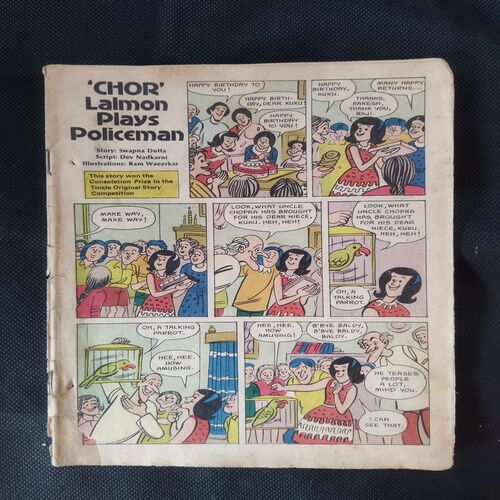 'CHOR'
Lalmon
Plays
Policeman
Story: Swapna Dutta
Script: Dev Nadkarni
Illustrations: Ram Waeerkar
This story won the
Consolation Prize in the
Tinkle Original Story
Competition
HAPPY BIRTHDAY TO
YOU!
HAPPY BIRTH-
DAY, DEAR KUKU!
HAPPY
BIRTHDAY
TO YOU!
HAPPY
BIRTHDAY,
KUKU.
MANY HAPPY
RETURNS...
THANKS,
RAKESH,
THANK YOU,
RAJI.
MAKE WAY,
MAKE WAY!
LOOK, WHAT UNCLE
CHOPRA HAS BROUGHT
FOR HIS DEAR NIECE,
KUKU. HEH, HEH!
LOOK, WHAT
UNCLE CHOPRA
HAS BROUGHT
FOR HIS DEAR
NIECE, KUKU.
HEH, HEH!
OH, A
TALKING
PARROT.
OH, A TALKING
PARROT.
HEE, HEE.
HOW
AMUSING.
HEE, HEE.
HOW
AMUSING!
B'BYE BALDY,
B'BYE BALDY,
BALDY.
HE TEASES
PEOPLE
A LOT,
MIND YOU.
I CAN
SEE THAT.